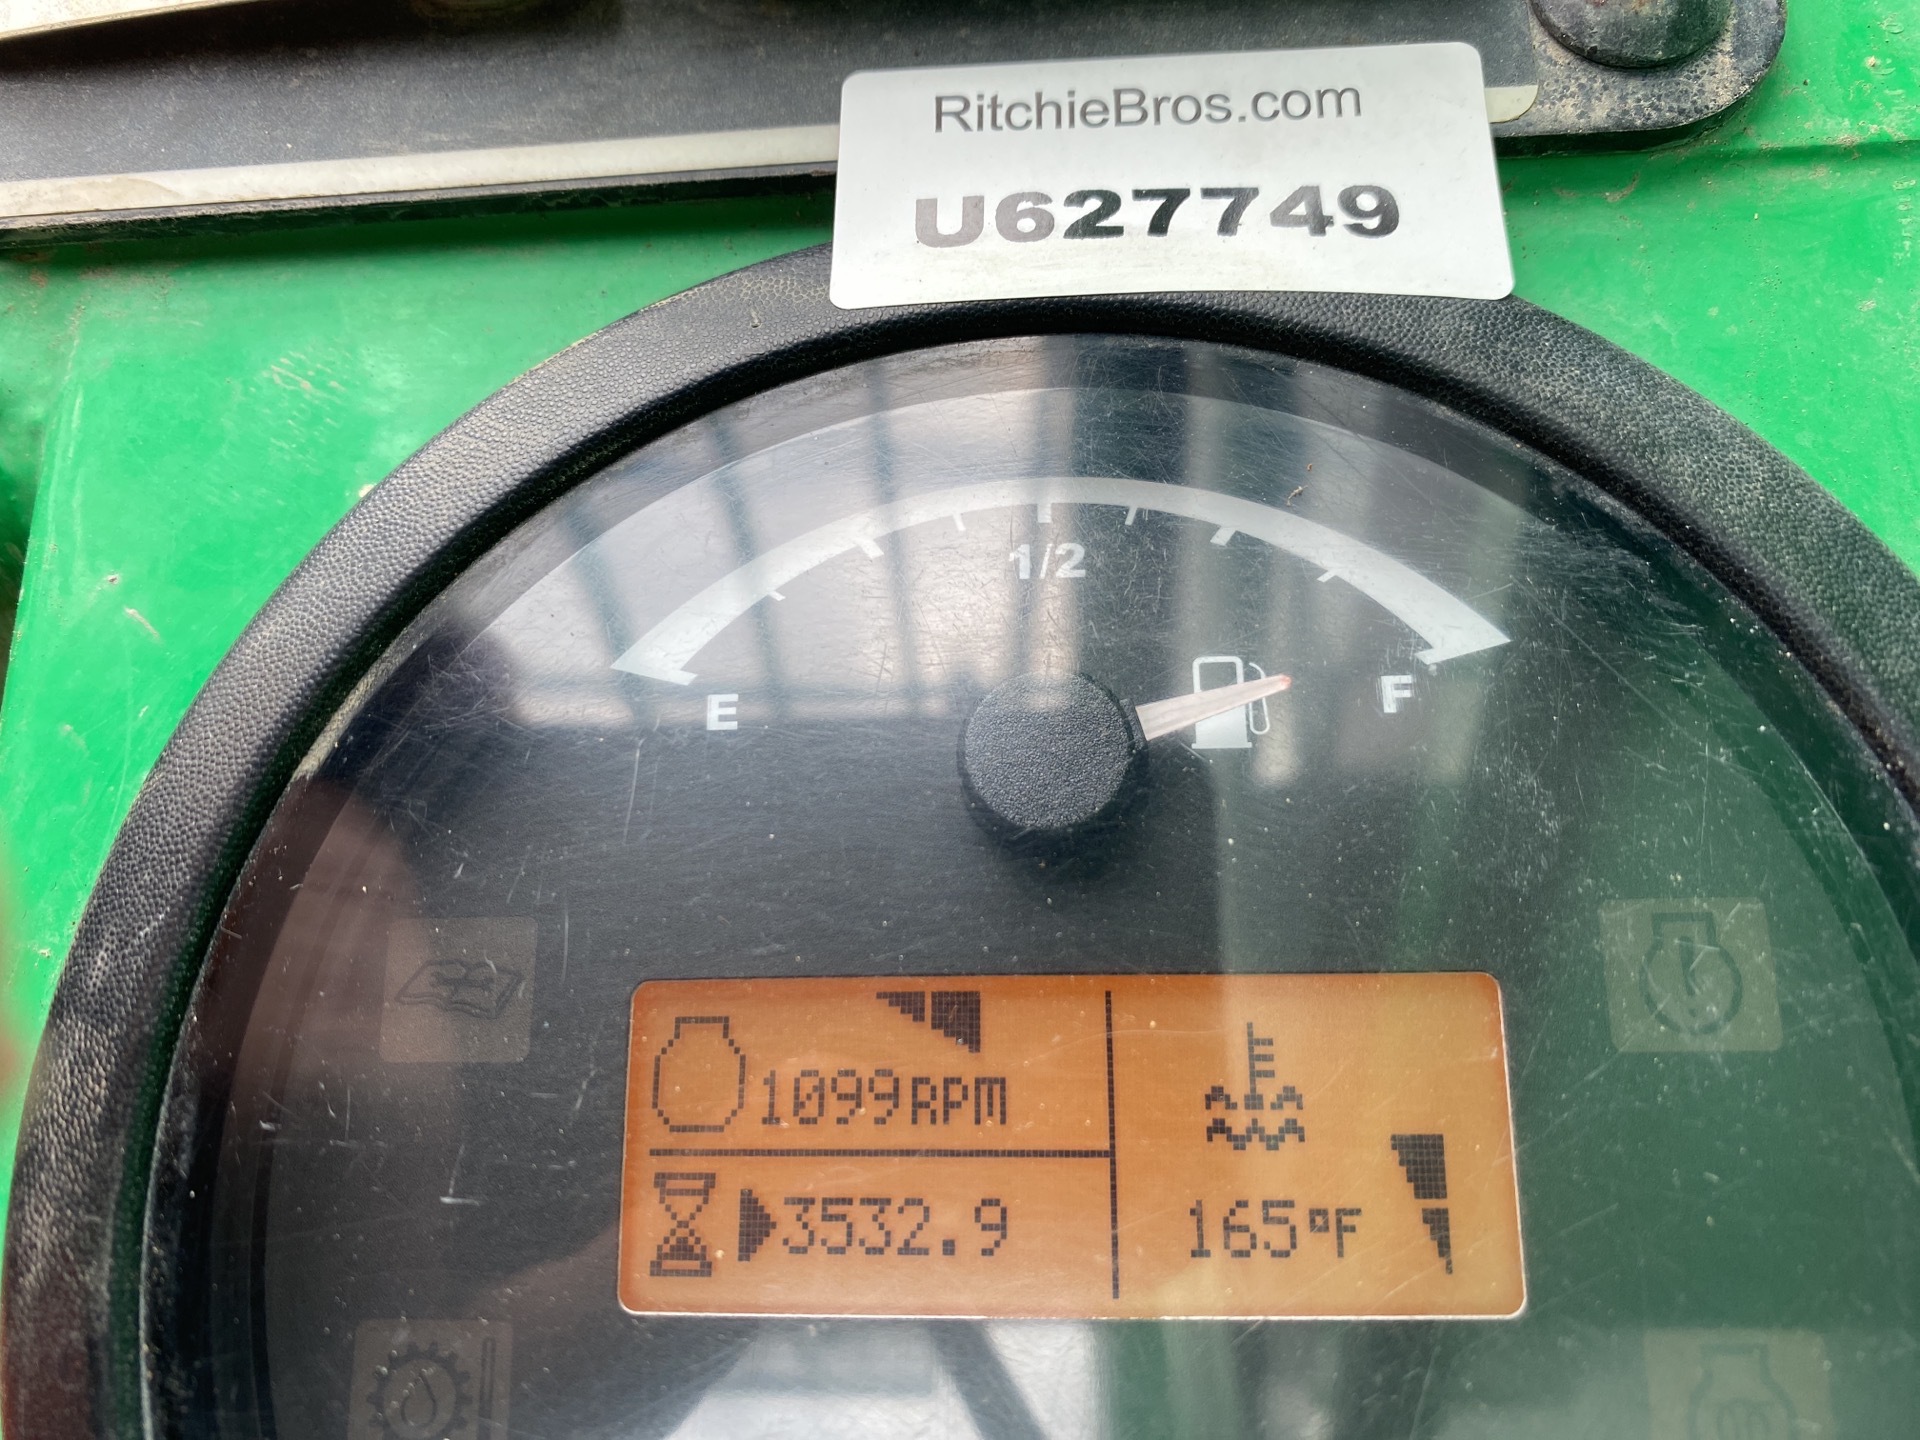 RitchieBros.com
U627749
1/2
E
F
1099RPM
3532.9
165°F